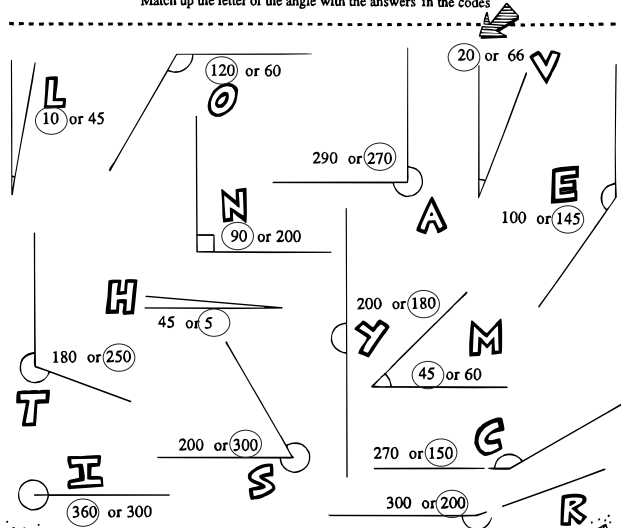 Match up the letter of the angle with the answers in the codes
20 or 66
V
L
10 or 45
120 or 60
O
290 or 270
A
N
90 or 200
E
100 or 145
H
45 or 5
200 or 180
Y
M
45 or 60
180 or 250
T
200 or 300
S
270 or 150
C
I
360 or 300
300 or 200
R